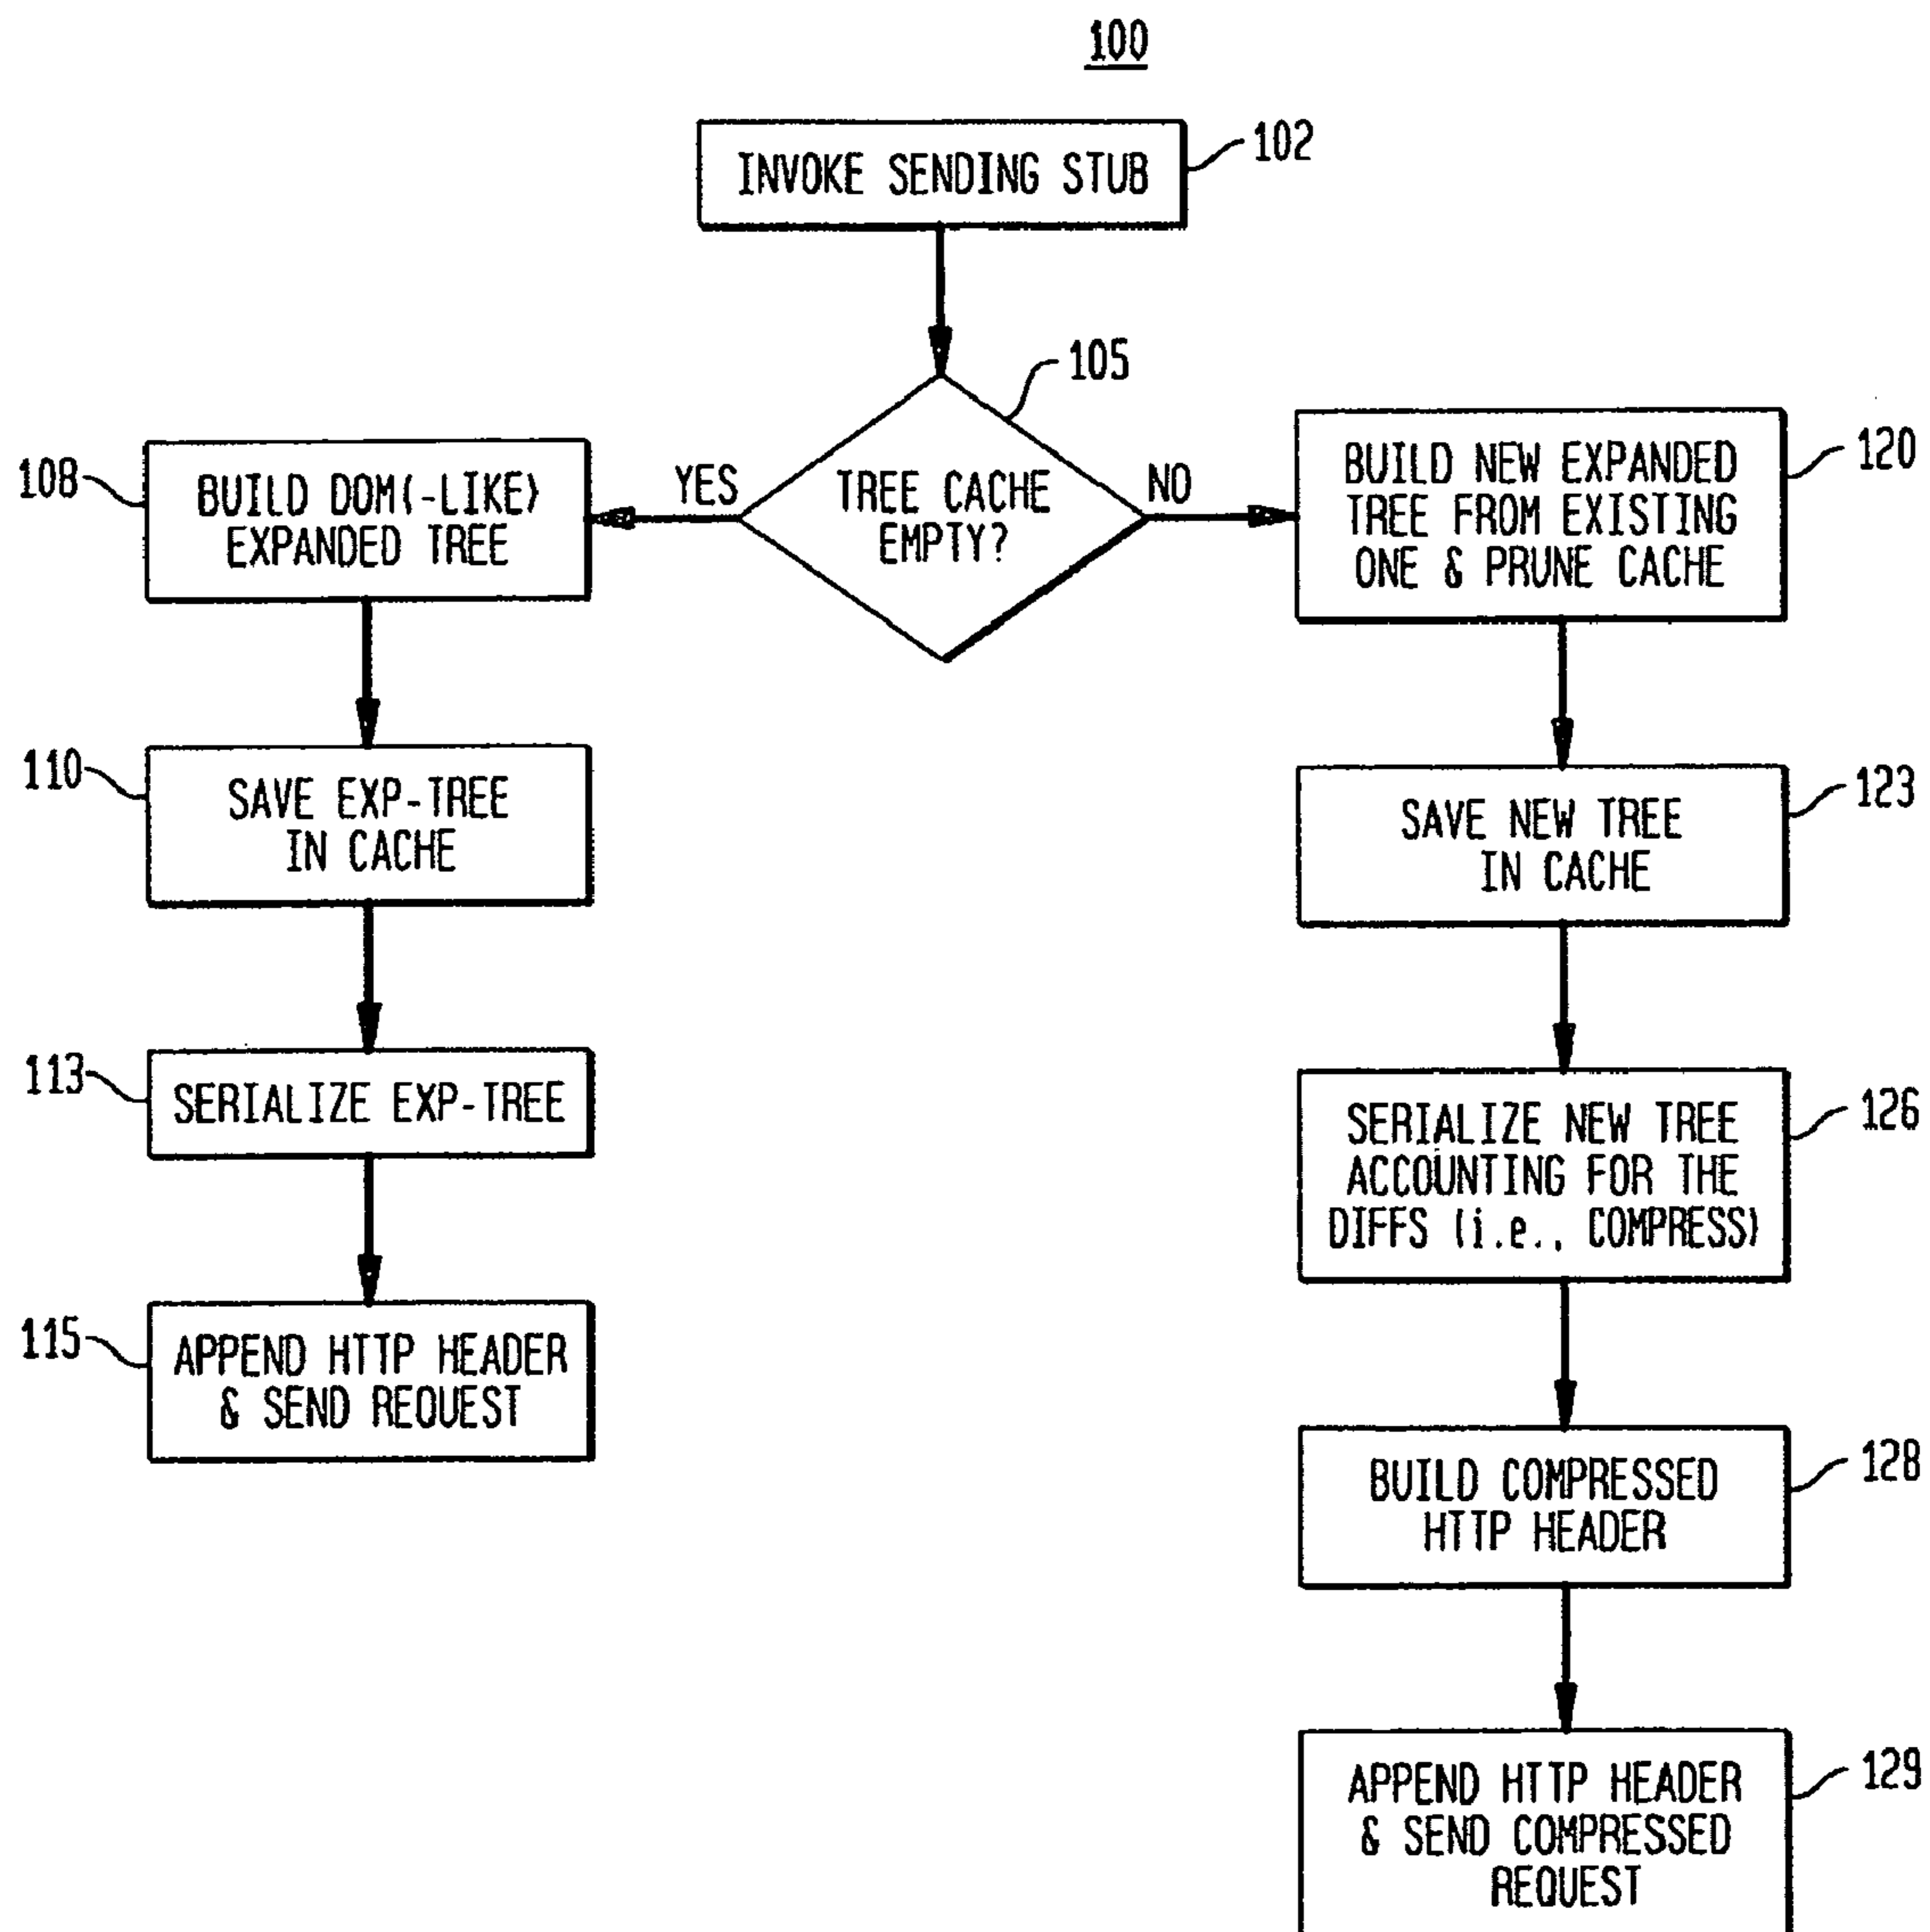 100
INVOKE SENDING STUB
102
105
TREE CACHE
EMPTY?
YES
NO
108
BUILD DOM(-LIKE)
EXPANDED TREE
110
SAVE EXP-TREE
IN CACHE
113
SERIALIZE EXP-TREE
115
APPEND HTTP HEADER
& SEND REQUEST
BUILD NEW EXPANDED
TREE FROM EXISTING
ONE & PRUNE CACHE
120
SAVE NEW TREE
IN CACHE
123
SERIALIZE NEW TREE
ACCOUNTING FOR THE
DIFFS (i.e., COMPRESS)
126
BUILD COMPRESSED
HTTP HEADER
128
APPEND HTTP HEADER
& SEND COMPRESSED
REQUEST
129